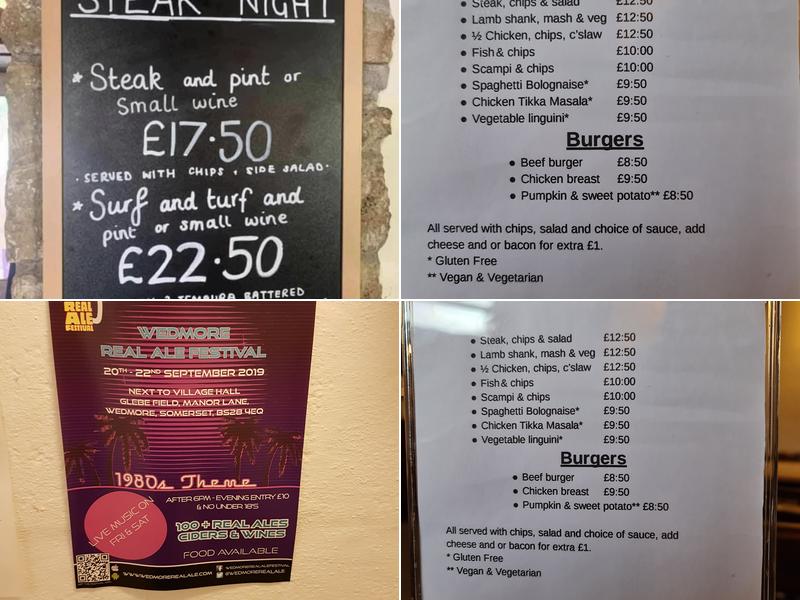 STEAK NIGHT
* Steak and pint or
Small wine
£17.50
· SERVED WITH CHIPS + SIDE SALAD ·
* Surf and turf and
pint or small wine
£22.50
TEMPURA BATTERED
Steak, chips & salad £12:50
Lamb shank, mash & veg £12:50
½ Chicken, chips, c'slaw £12:50
Fish & chips £10:00
Scampi & chips £10:00
Spaghetti Bolognaise* £9:50
Chicken Tikka Masala* £9:50
Vegetable linguini* £9:50
Burgers
Beef burger £8:50
Chicken breast £9:50
Pumpkin & sweet potato** £8:50
All served with chips, salad and choice of sauce, add
cheese and or bacon for extra £1.
* Gluten Free
** Vegan & Vegetarian
REAL
ALE
FESTIVAL
WEDMORE
REAL ALE FESTIVAL
20TH - 22ND SEPTEMBER 2019
NEXT TO VILLAGE HALL
GLEBE FIELD, MANOR LANE,
WEDMORE, SOMERSET, BS28 4EQ
1980s Theme
LIVE MUSIC ON
FRI & SAT
AFTER 6PM - EVENING ENTRY £10
& NO UNDER 18'S
100 + REAL ALES
CIDERS & WINES
FOOD AVAILABLE
WWW.WEDMOREREALALE.COM
/WEDMOREREALALEFESTIVAL
@WEDMOREREALALE
Steak, chips & salad £12:50
Lamb shank, mash & veg £12:50
½ Chicken, chips, c'slaw £12:50
Fish & chips £10:00
Scampi & chips £10:00
Spaghetti Bolognaise* £9:50
Chicken Tikka Masala* £9:50
Vegetable linguini* £9:50
Burgers
Beef burger £8:50
Chicken breast £9:50
Pumpkin & sweet potato** £8:50
All served with chips, salad and choice of sauce, add
cheese and or bacon for extra £1.
* Gluten Free
** Vegan & Vegetarian